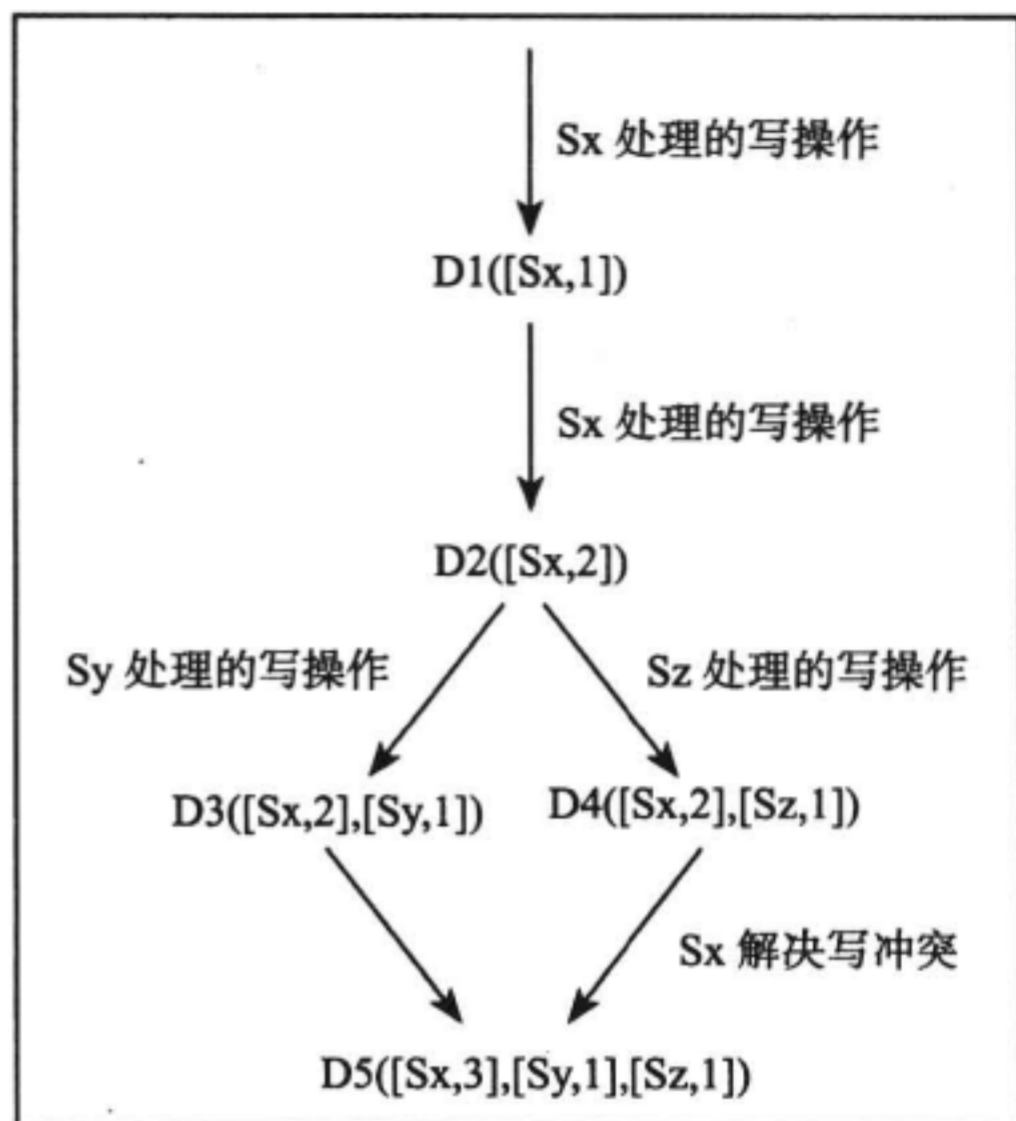 Sx 处理的写操作
D1([Sx,1])
Sx 处理的写操作
D2([Sx,2])
Sy 处理的写操作
Sz 处理的写操作
D3([Sx,2],[Sy,1])
D4([Sx,2],[Sz,1])
Sx 解决写冲突
D5([Sx,3],[Sy,1],[Sz,1])